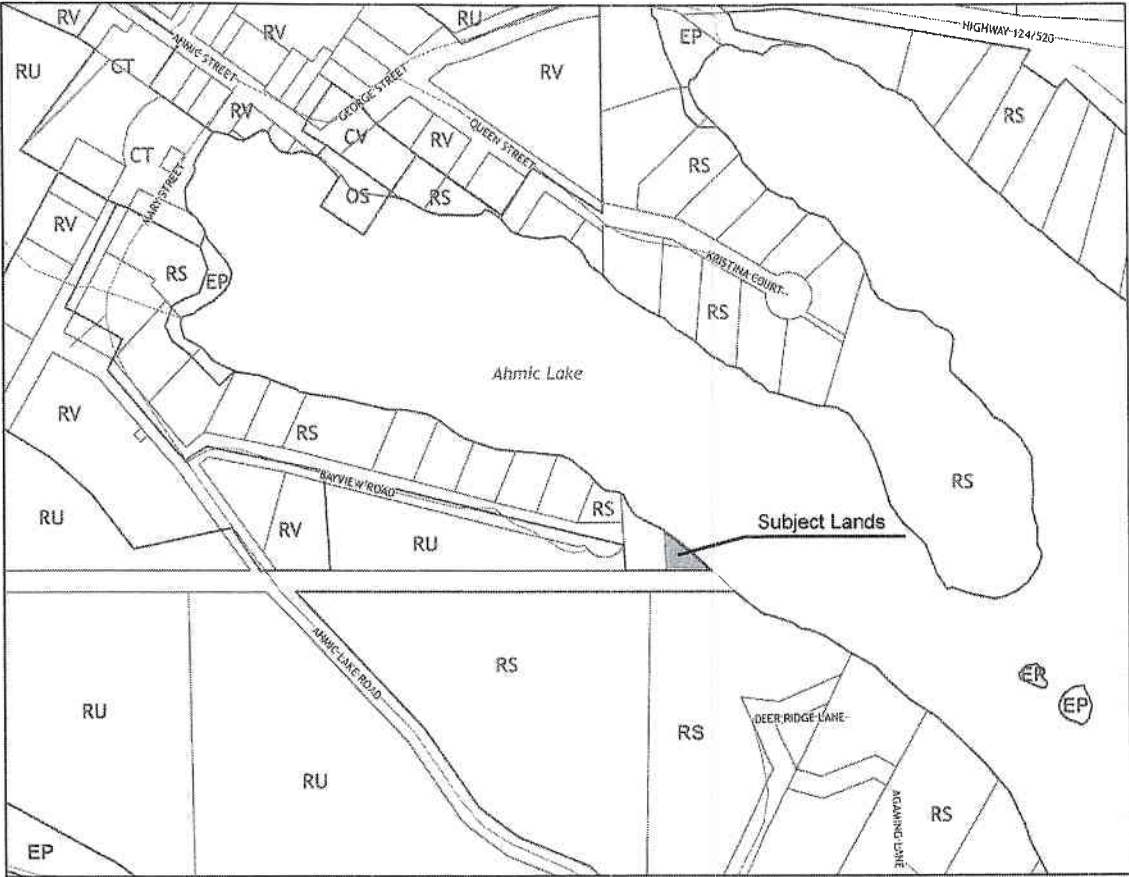 RV
RU
HIGHWAY 124/520
AHMIC STREET
RV
EP
RU
CT
RV
GEORGE STREET
RV
CV
RV
QUEEN STREET
RS
CT
MARY STREET
RS
OS
RS
RV
KRISTINA COURT
RS
EP
RS
Ahmic Lake
RV
RS
RS
BAYVIEW ROAD
RS
Subject Lands
RU
RV
RU
AHMIC LAKE ROAD
RS
EP
EP
RU
DEER RIDGE LANE
RS
RU
AGAMING LANE
RS
EP